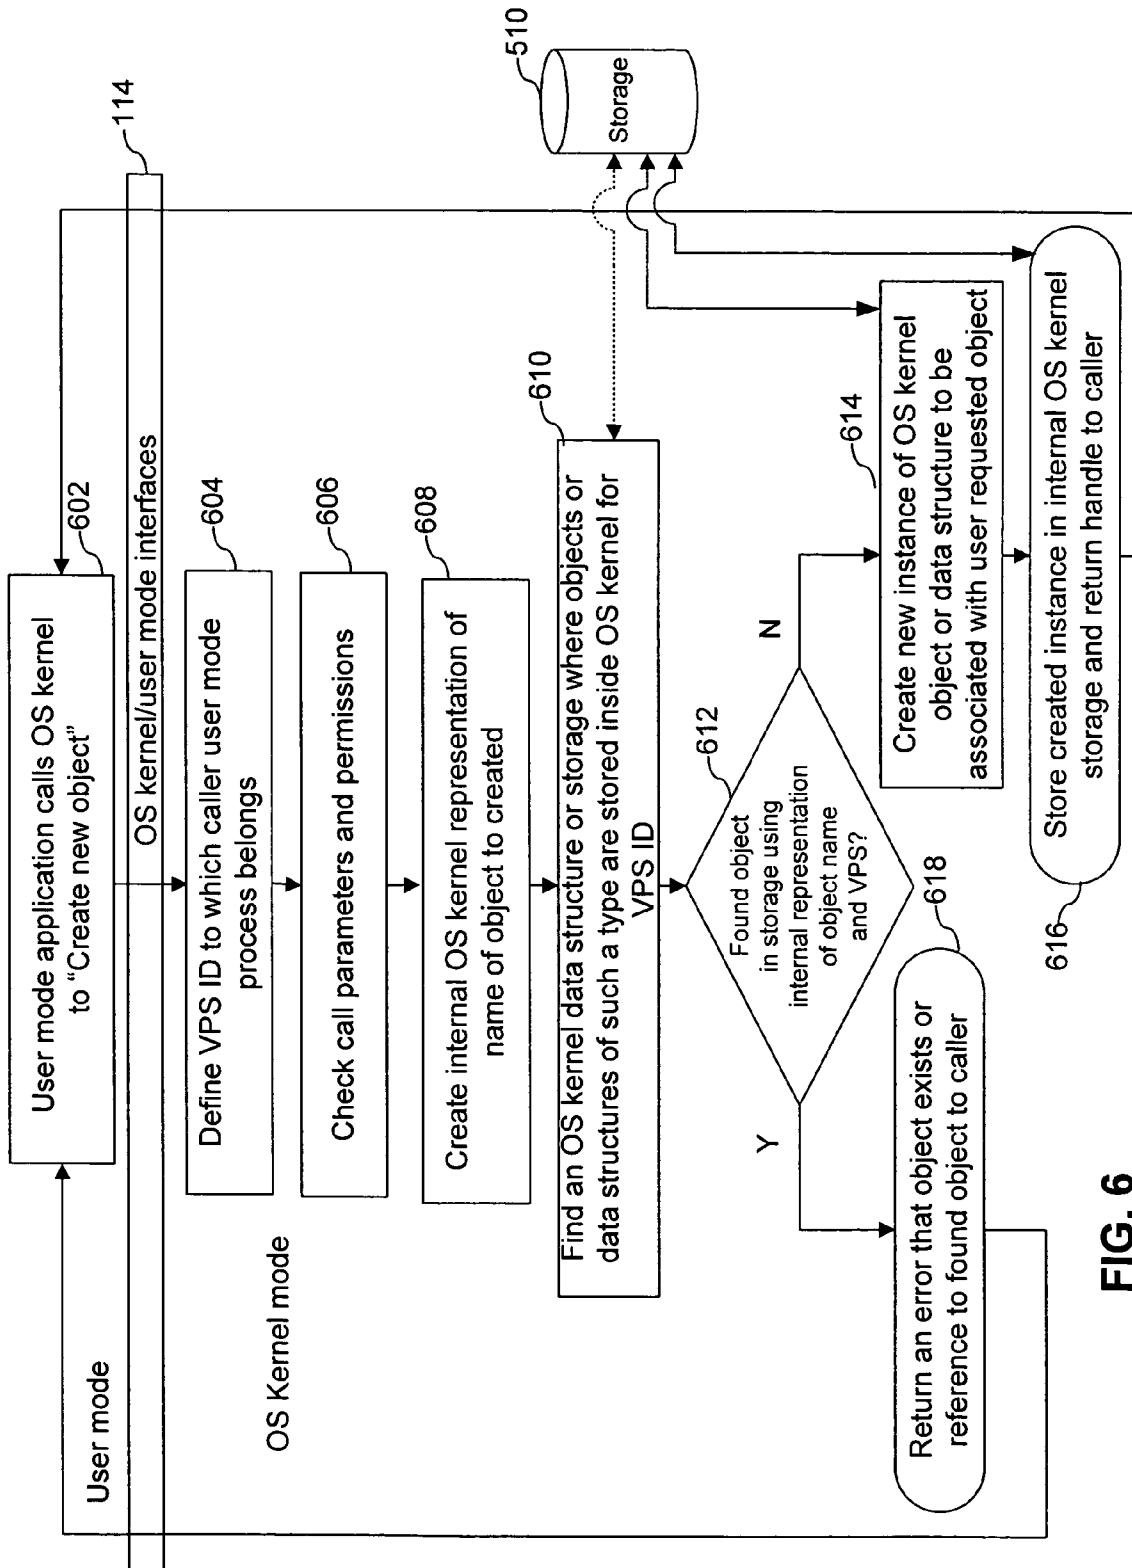 User mode application calls OS kernel
to “Create new object”
602
User mode
114
OS kernel/user mode interfaces
OS Kernel mode
Define VPS ID to which caller user mode
process belongs
604
Check call parameters and permissions
606
Create internal OS kernel representation of
name of object to created
608
Find an OS kernel data structure or storage where objects or
data structures of such a type are stored inside OS kernel for
VPS ID
610
510
Storage
Found object
in storage using
internal representation
of object name
and VPS?
612
Y
N
Create new instance of OS kernel
object or data structure to be
associated with user requested object
614
Return an error that object exists or
reference to found object to caller
618
Store created instance in internal OS kernel
storage and return handle to caller
616
FIG. 6